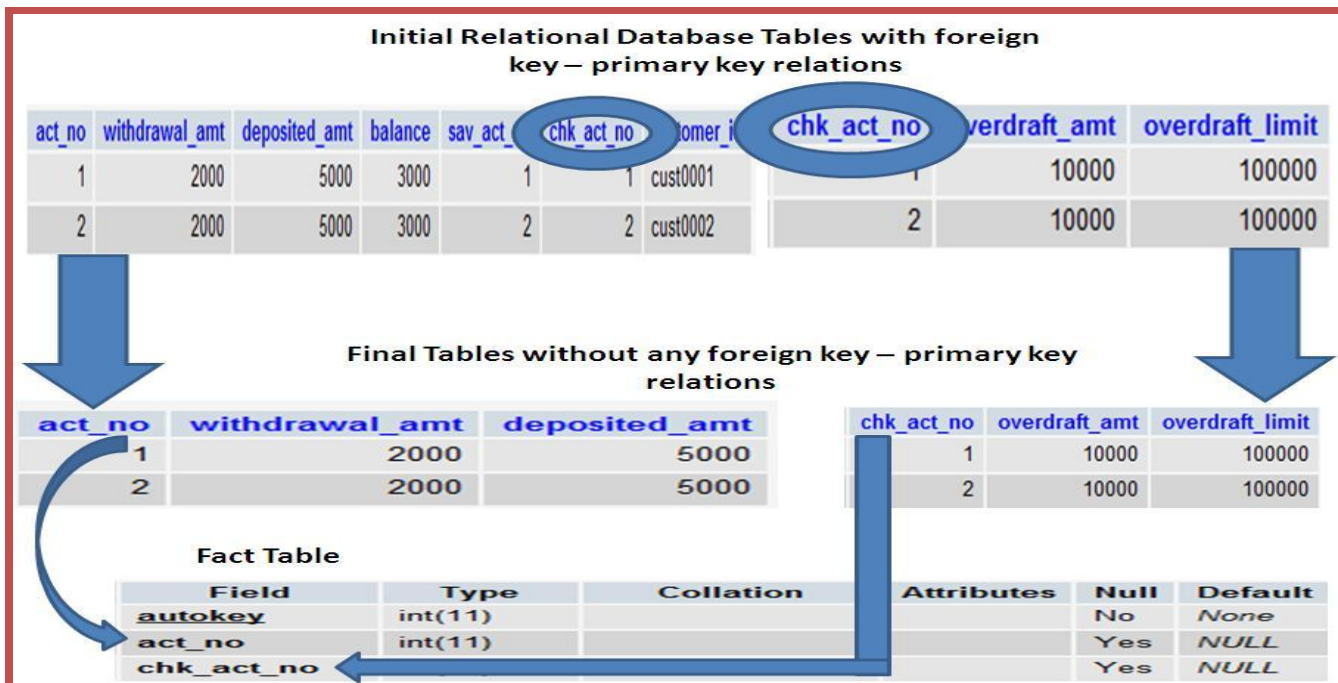 Initial Relational Database Tables with foreign
key – primary key relations
act_no withdrawal_amt deposited_amt balance sav_act chk_act_no tomer_i
1 2000 5000 3000 1 1 cust0001
2 2000 5000 3000 2 2 cust0002
chk_act_no verdraft_amt overdraft_limit
1 10000 100000
2 10000 100000
Final Tables without any foreign key – primary key
relations
act_no withdrawal_amt deposited_amt
1 2000 5000
2 2000 5000
chk_act_no overdraft_amt overdraft_limit
1 10000 100000
2 10000 100000
Fact Table
Field Type Collation Attributes Null Default
autokey int(11) No None
act_no int(11) Yes NULL
chk_act_no Yes NULL